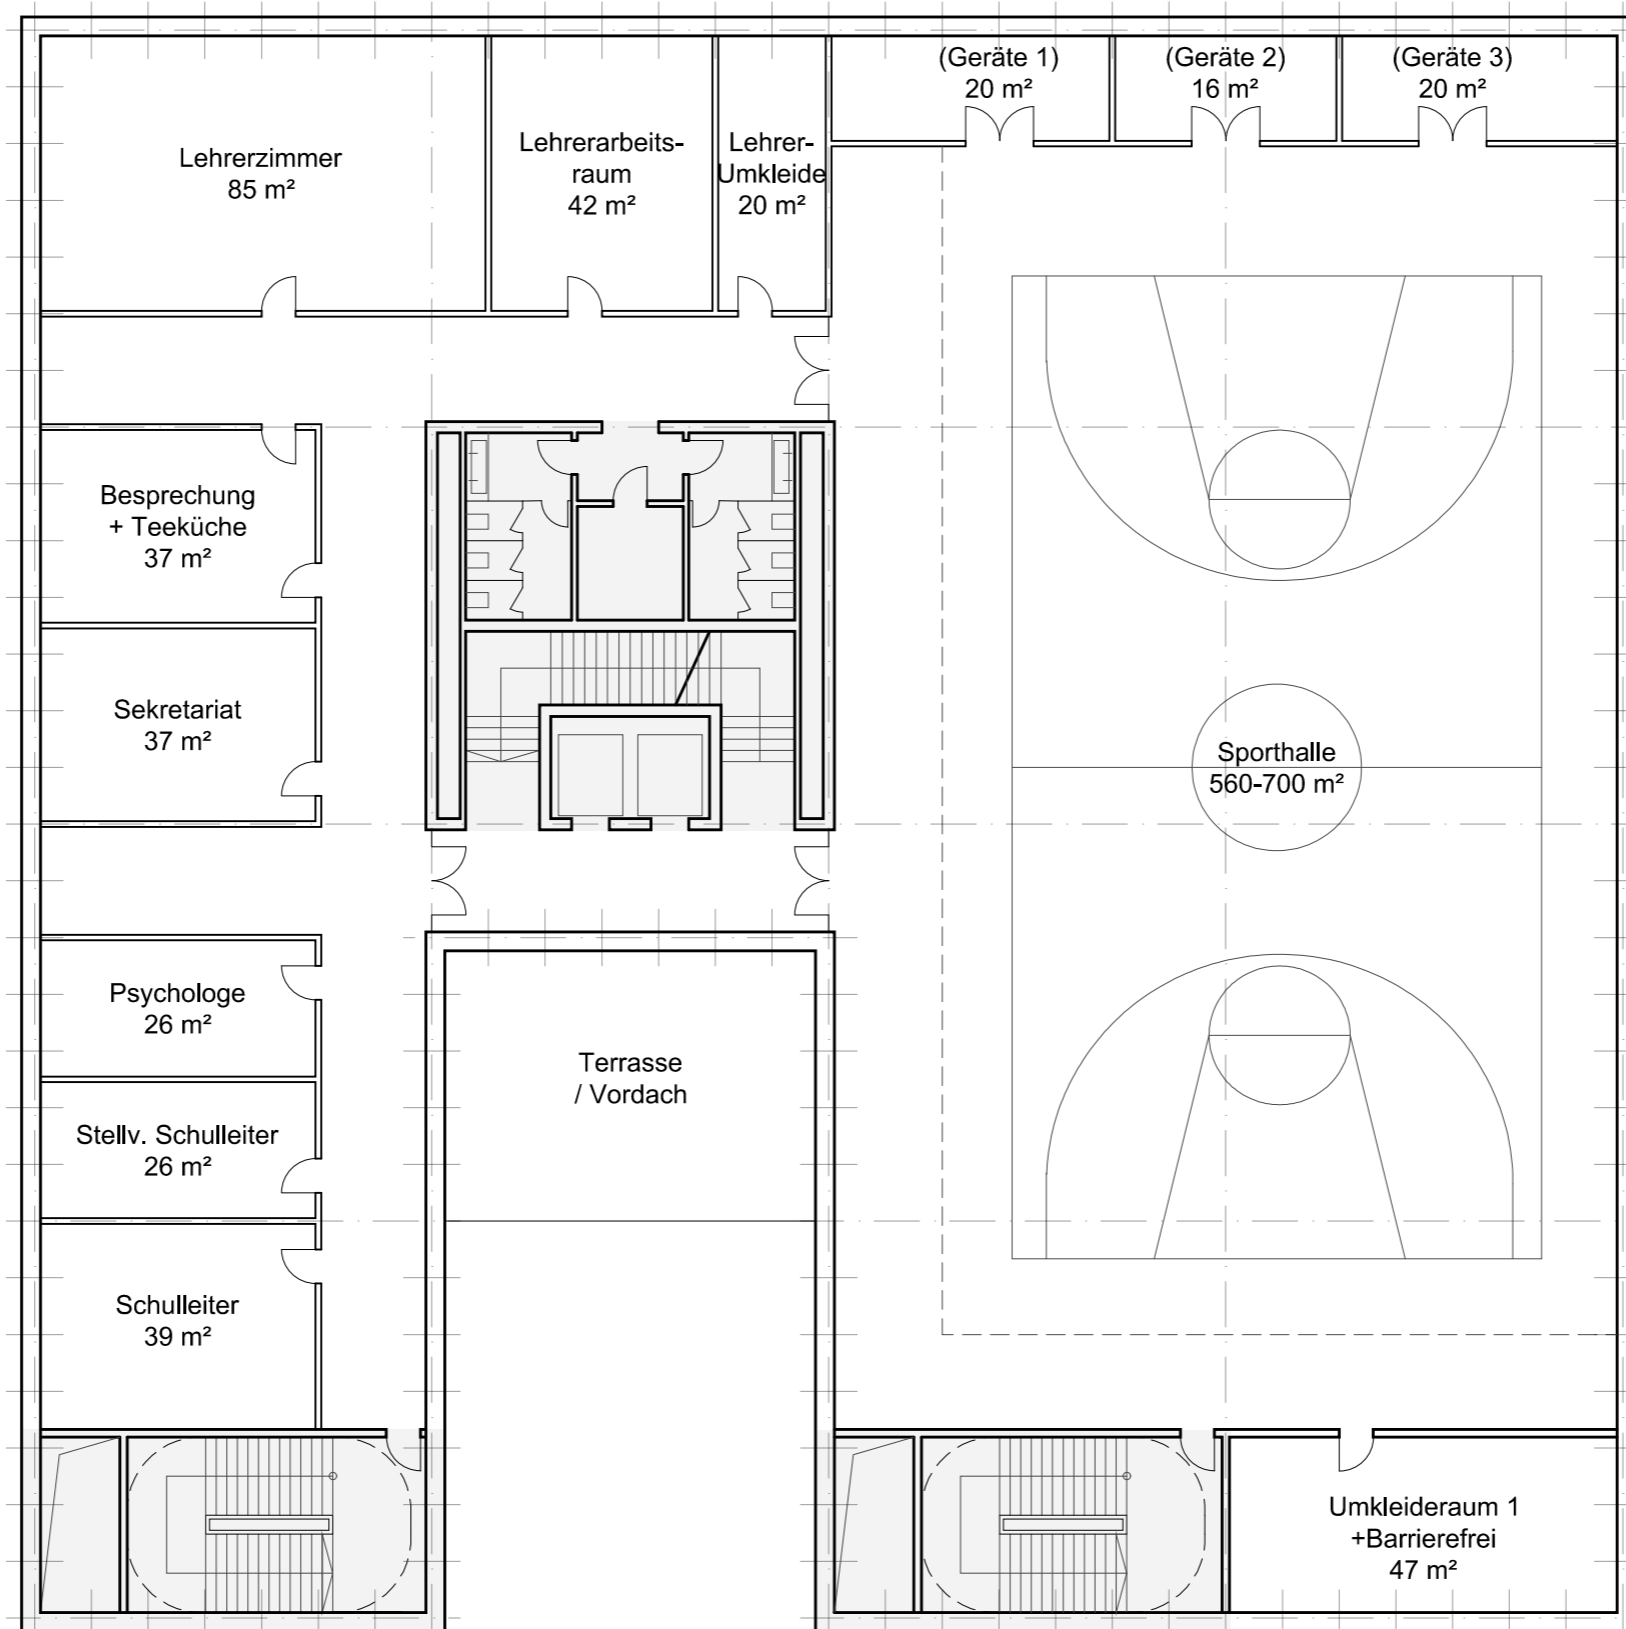 (Geräte 1)
20 m²
(Geräte 2)
16 m²
(Geräte 3)
20 m²
Lehrerzimmer
85 m²
Lehrerarbeits-
raum
42 m²
Lehrer-
Umkleide
20 m²
Besprechung
+ Teeküche
37 m²
Sekretariat
37 m²
Sporthalle
560-700 m²
Psychologe
26 m²
Terrasse
/ Vordach
Stellv. Schulleiter
26 m²
Schulleiter
39 m²
Umkleideraum 1
+Barrierefrei
47 m²